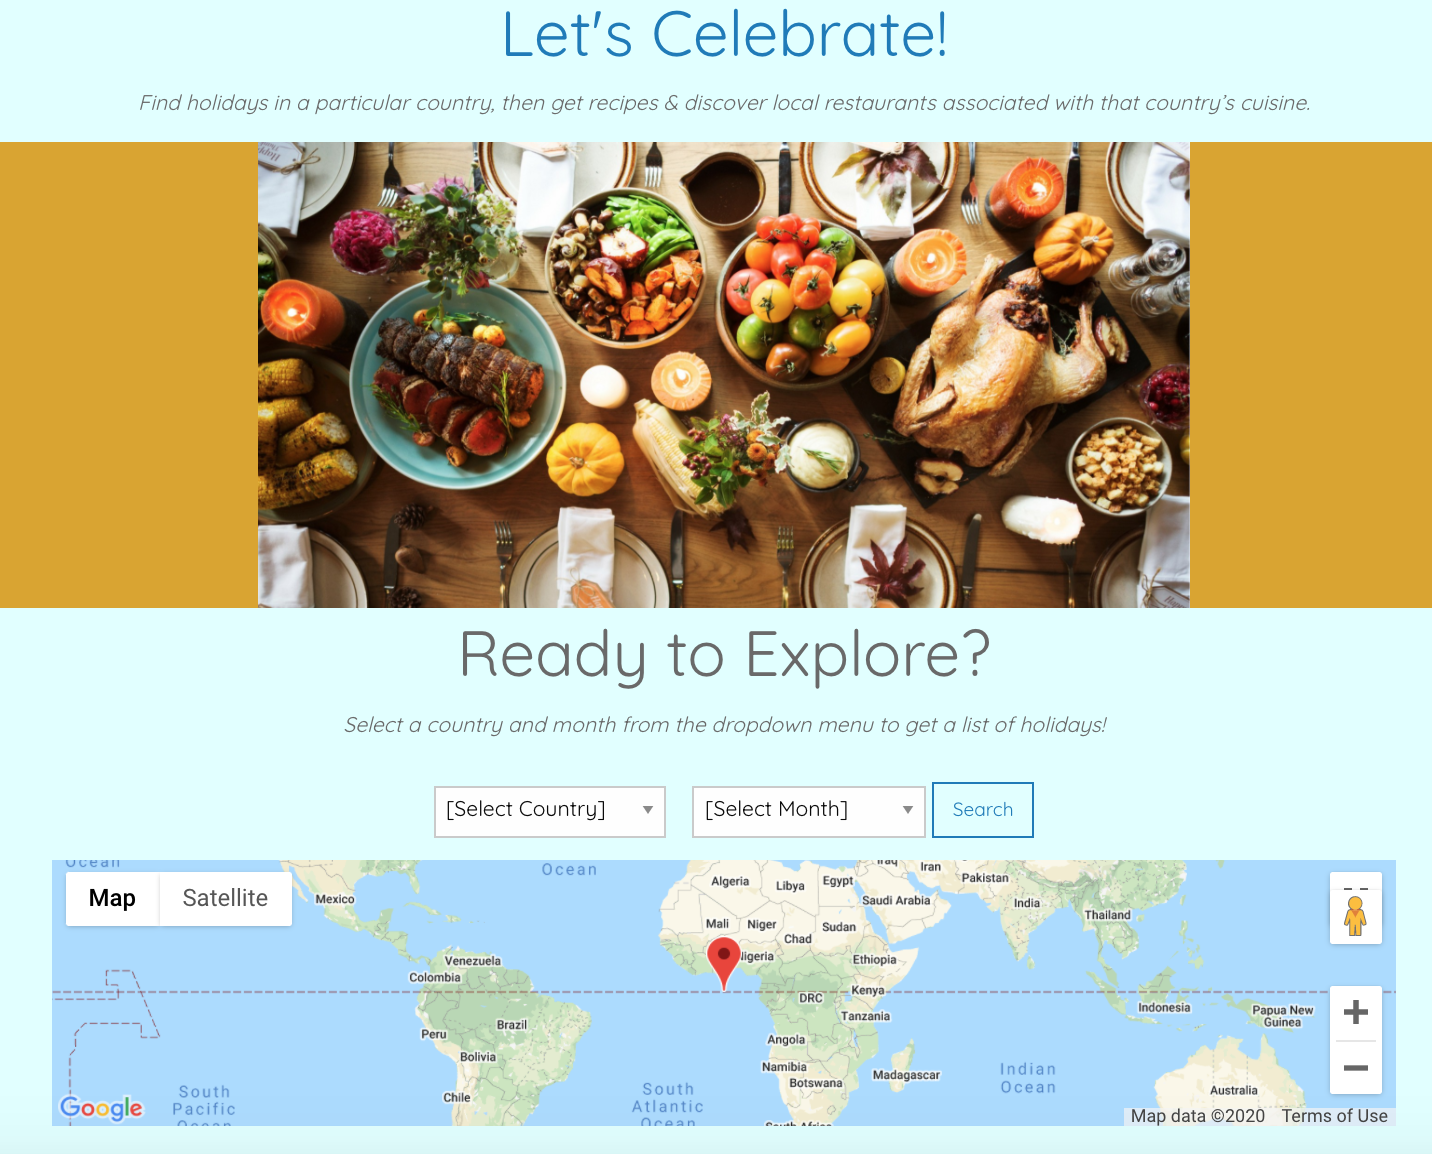 Let's Celebrate!
Find holidays in a particular country, then get recipes & discover local restaurants associated with that country’s cuisine.
Ready to Explore?
Select a country and month from the dropdown menu to get a list of holidays!
[Select Country]
[Select Month]
Search
Map
Satellite
Ocean
Ocean
Mexico
Venezuela
Colombia
Brazil
Peru
Bolivia
Chile
Algeria
Libya
Egypt
Iraq
Iran
Pakistan
Saudi Arabia
India
Thailand
Mali
Niger
Chad
Sudan
Ethiopia
DRC
Kenya
Tanzania
Angola
Namibia
Botswana
Madagascar
South Africa
Indonesia
Papua New
Guinea
Australia
South
Pacific
Ocean
South
Atlantic
Ocean
Indian
Ocean
Google
Map data ©2020
Terms of Use